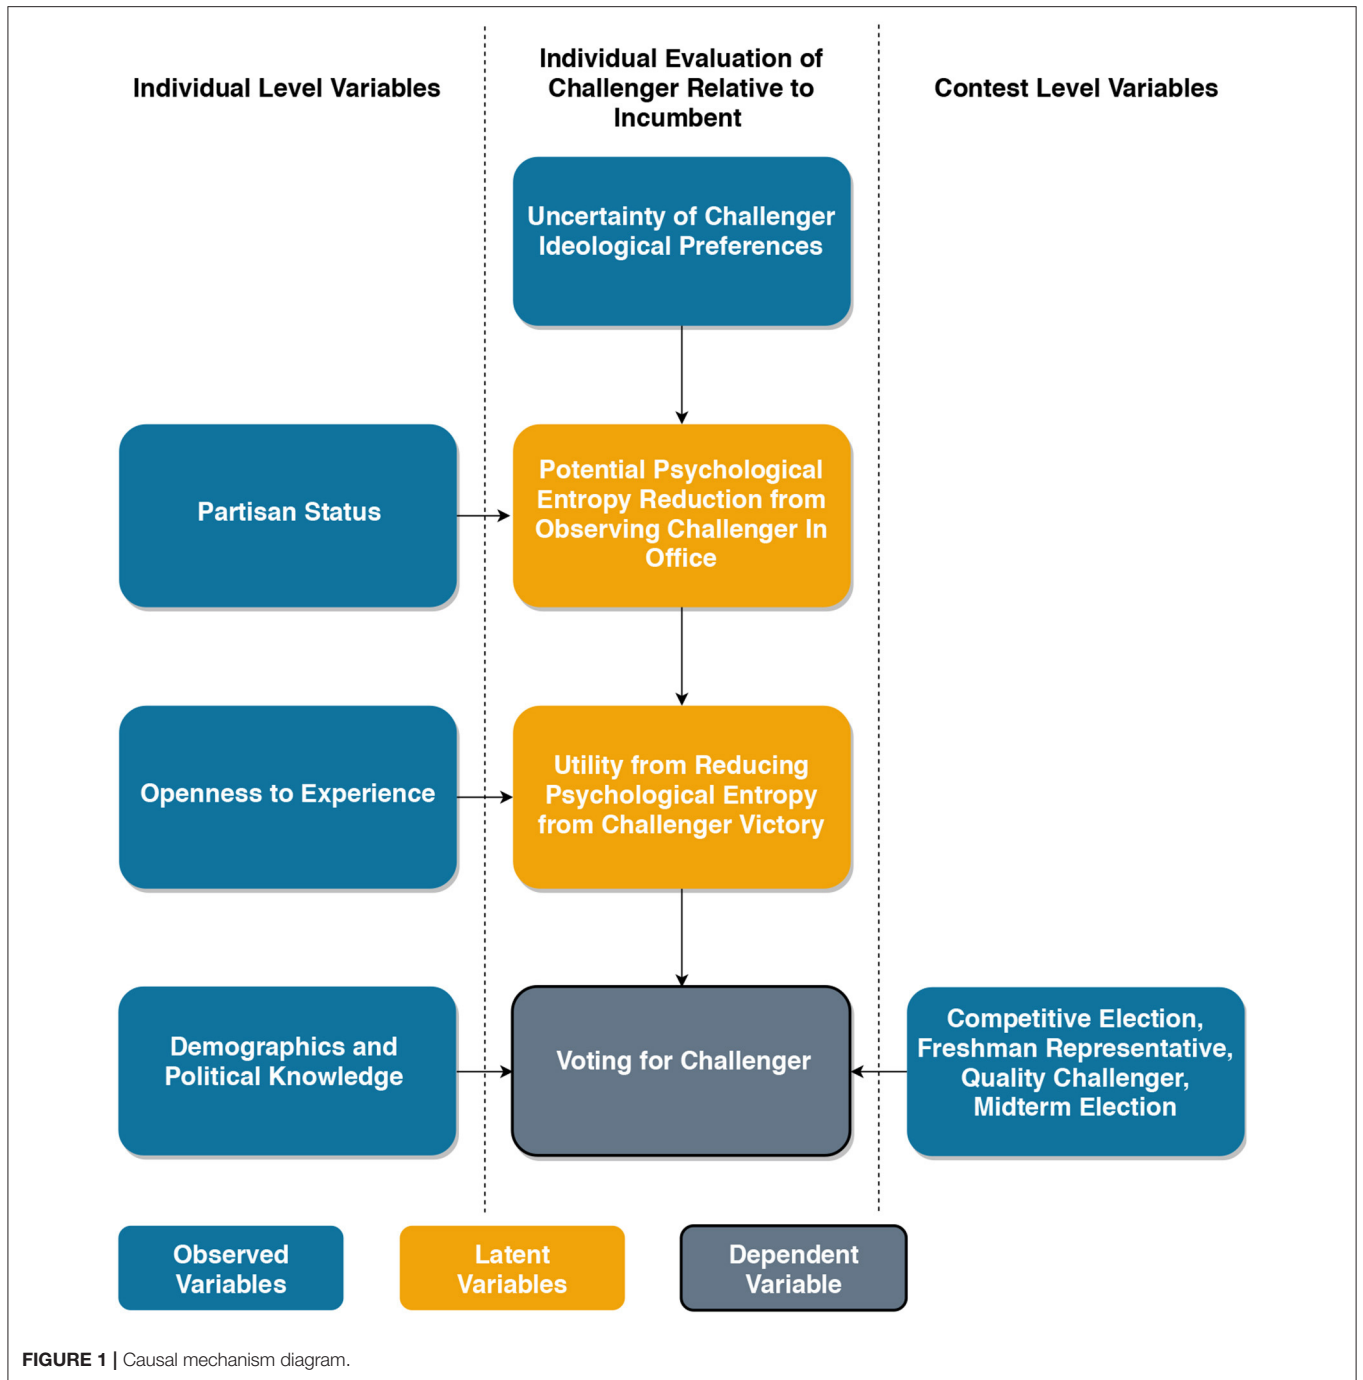 Individual Level Variables
Individual Evaluation of
Challenger Relative to
Incumbent
Contest Level Variables
Uncertainty of Challenger
Ideological Preferences
Partisan Status
Potential Psychological
Entropy Reduction from
Observing Challenger In
Office
Openness to Experience
Utility from Reducing
Psychological Entropy
from Challenger Victory
Demographics and
Political Knowledge
Voting for Challenger
Competitive Election,
Freshman Representative,
Quality Challenger,
Midterm Election
Observed
Variables
Latent
Variables
Dependent
Variable
FIGURE 1 | Causal mechanism diagram.